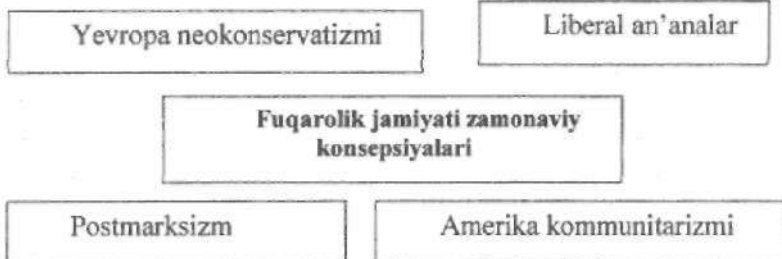 Yevropa neokonservatizmi
Liberal an’analar
Fuqarolik jamiyati zamonaviy
konsepsiyalari
Postmarksizm
Amerika kommunitarizmi